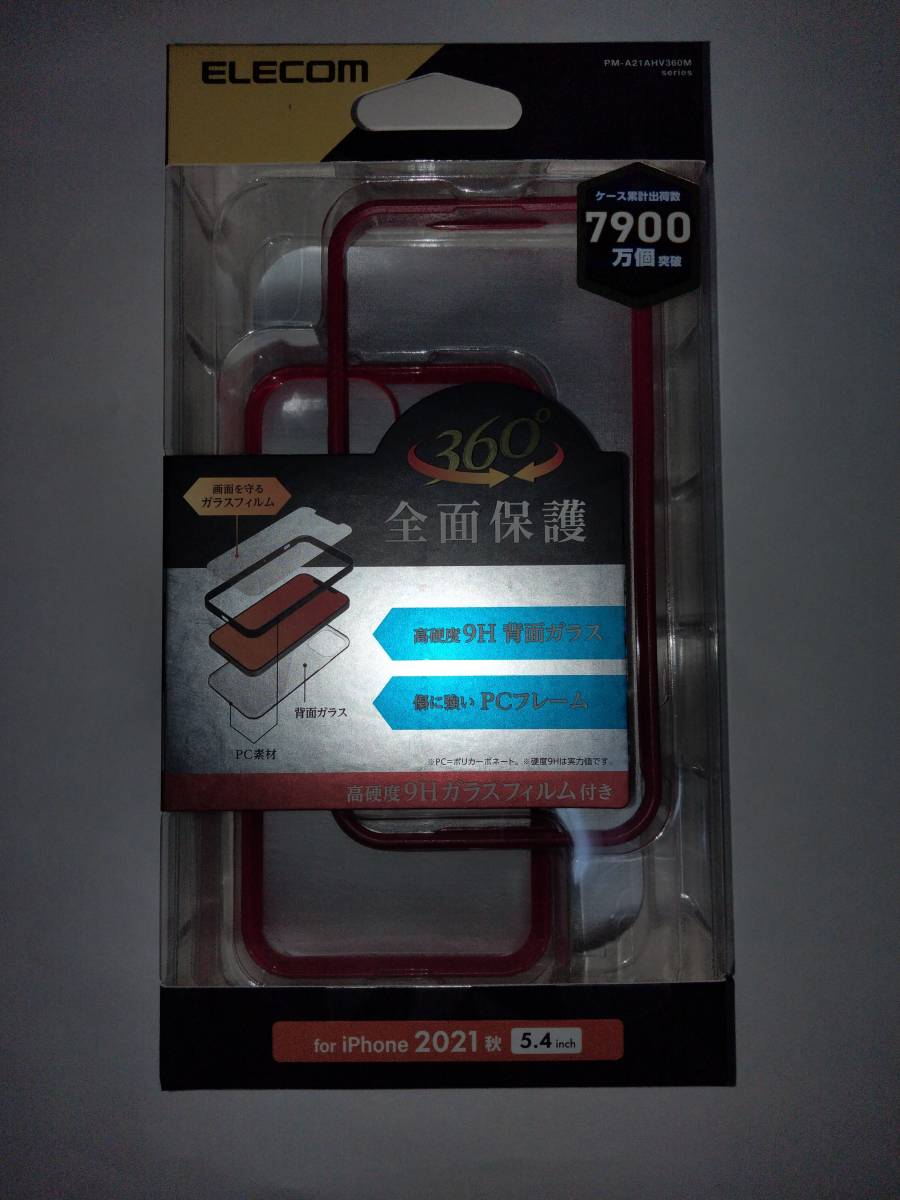 ELECOM
PM-A21AHV360M
series
ケース累計出荷数
7900
万個 突破
360°
全面保護
画面を守る
ガラスフィルム
高硬度9H 背面ガラス
傷に強い PCフレーム
背面ガラス
PC素材
※PC=ポリカーボネート。※硬度9Hは実力値です。
高硬度9Hガラスフィルム付き
for iPhone 2021 秋 5.4 inch